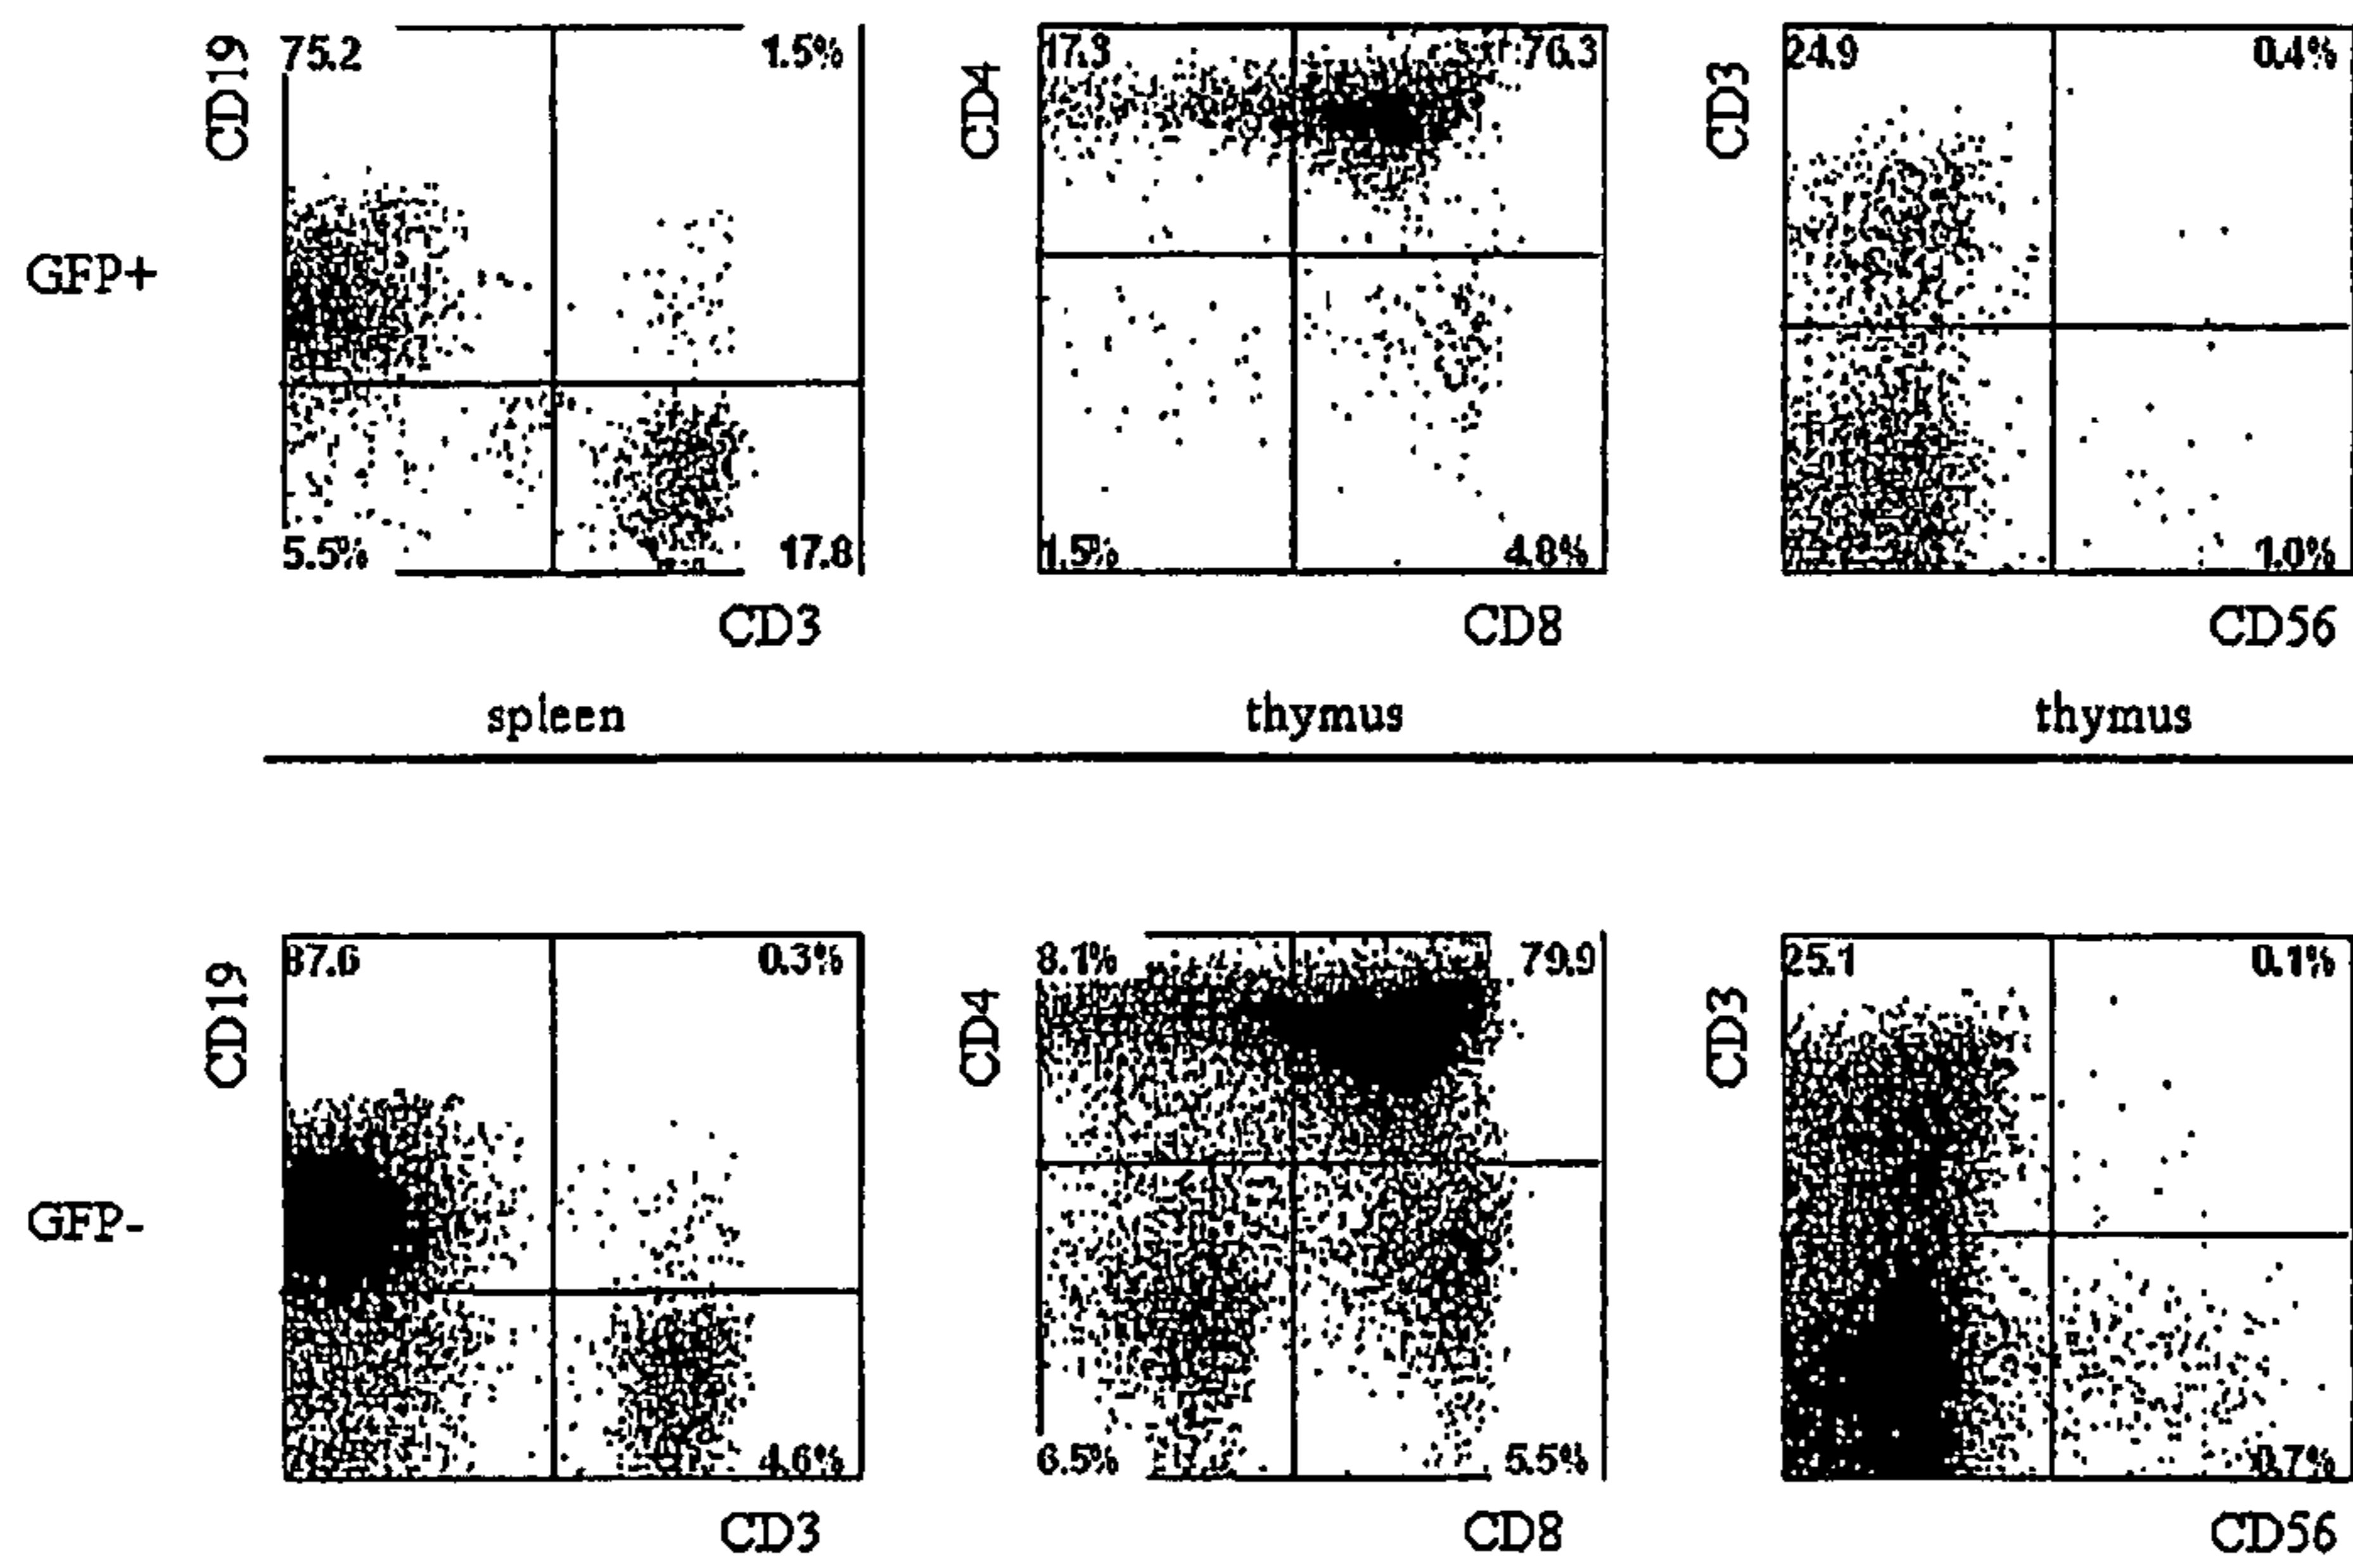 CD19
75.2 1.5%
5.5% 17.8
CD3
CD4
17.3 76.3
1.5% 4.8%
CD8
CD3
24.9 0.4%
1.0%
CD56
GFP+
spleen thymus thymus
GFP-
CD19
87.6 0.3%
4.6%
CD3
CD4
8.1% 79.9
6.5% 5.5%
CD8
CD3
25.1 0.1%
0.7%
CD56